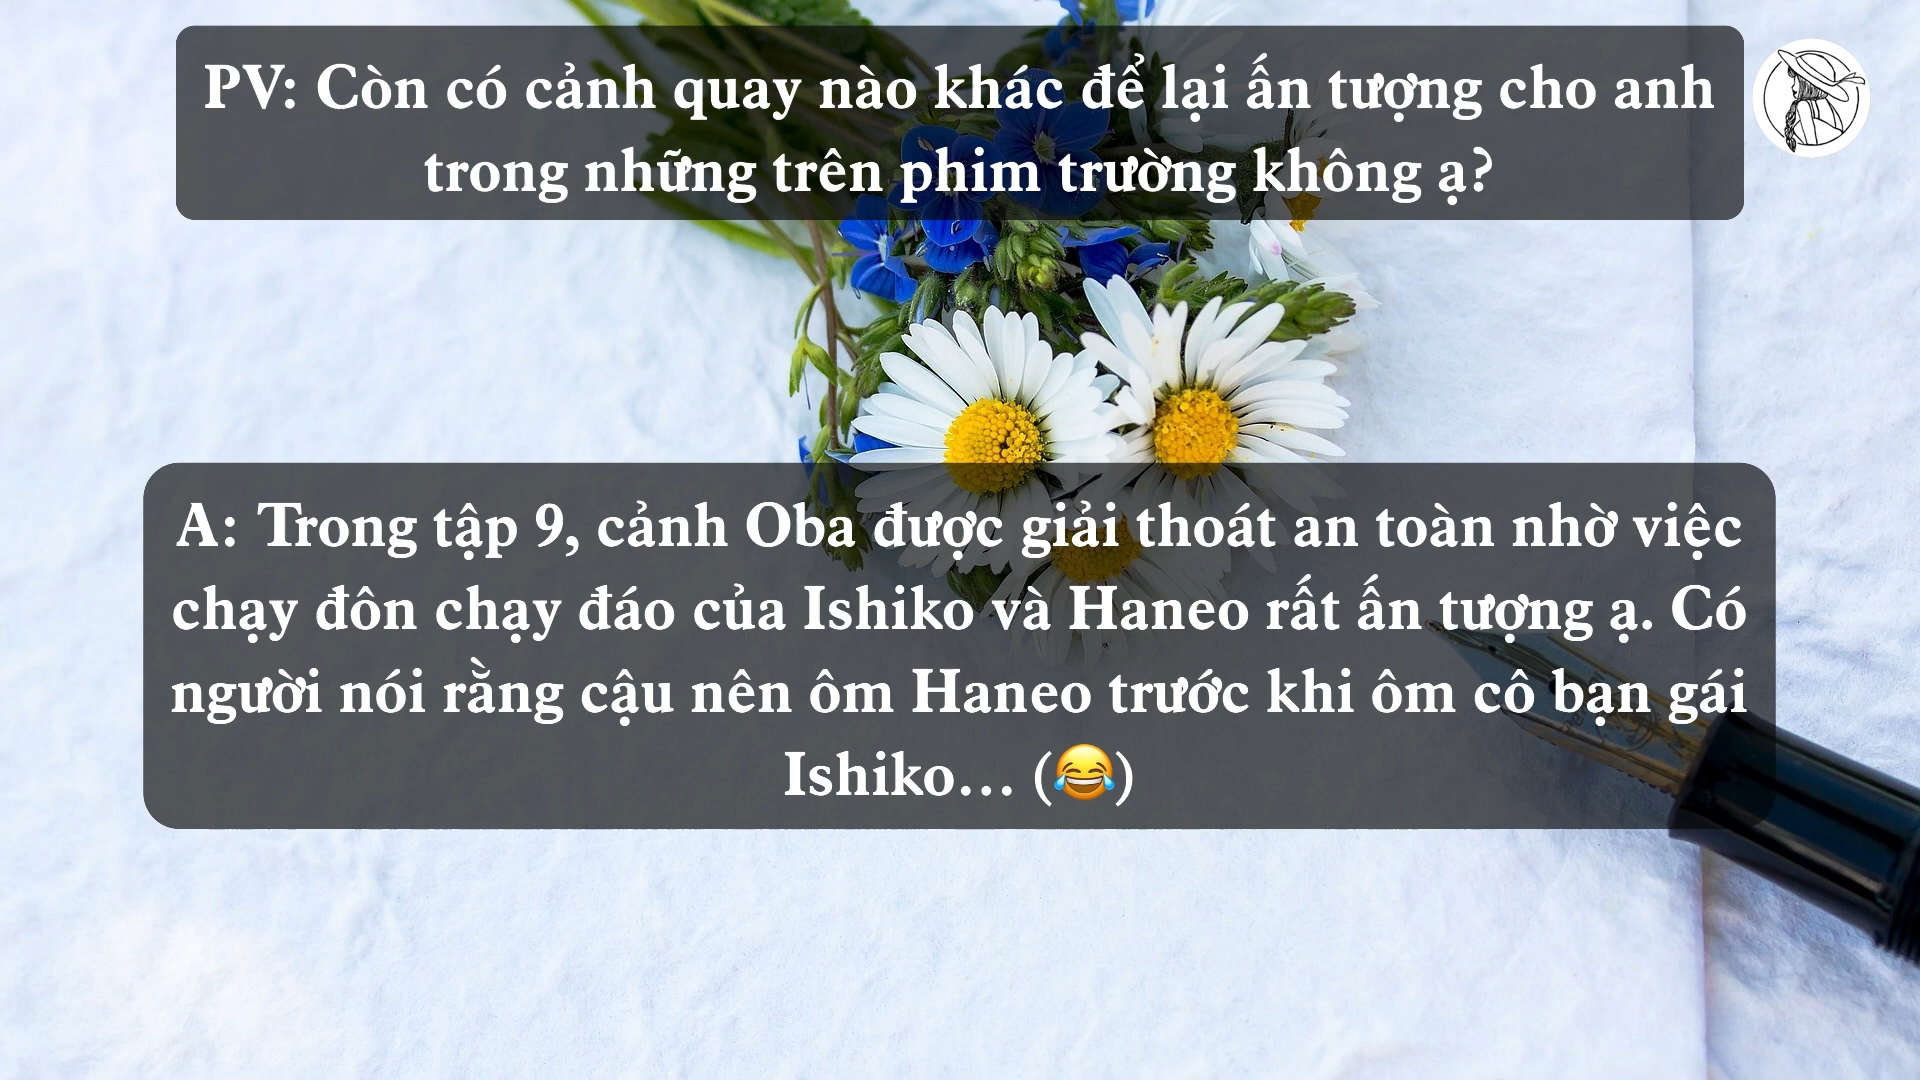 PV: Còn có cảnh quay nào khác để lại ấn tượng cho anh
trong những trên phim trường không ạ?
A: Trong tập 9, cảnh Oba được giải thoát an toàn nhờ việc
chạy đôn chạy đáo của Ishiko và Haneo rất ấn tượng ạ. Có
người nói rằng cậu nên ôm Haneo trước khi ôm cô bạn gái
Ishiko... (😂)